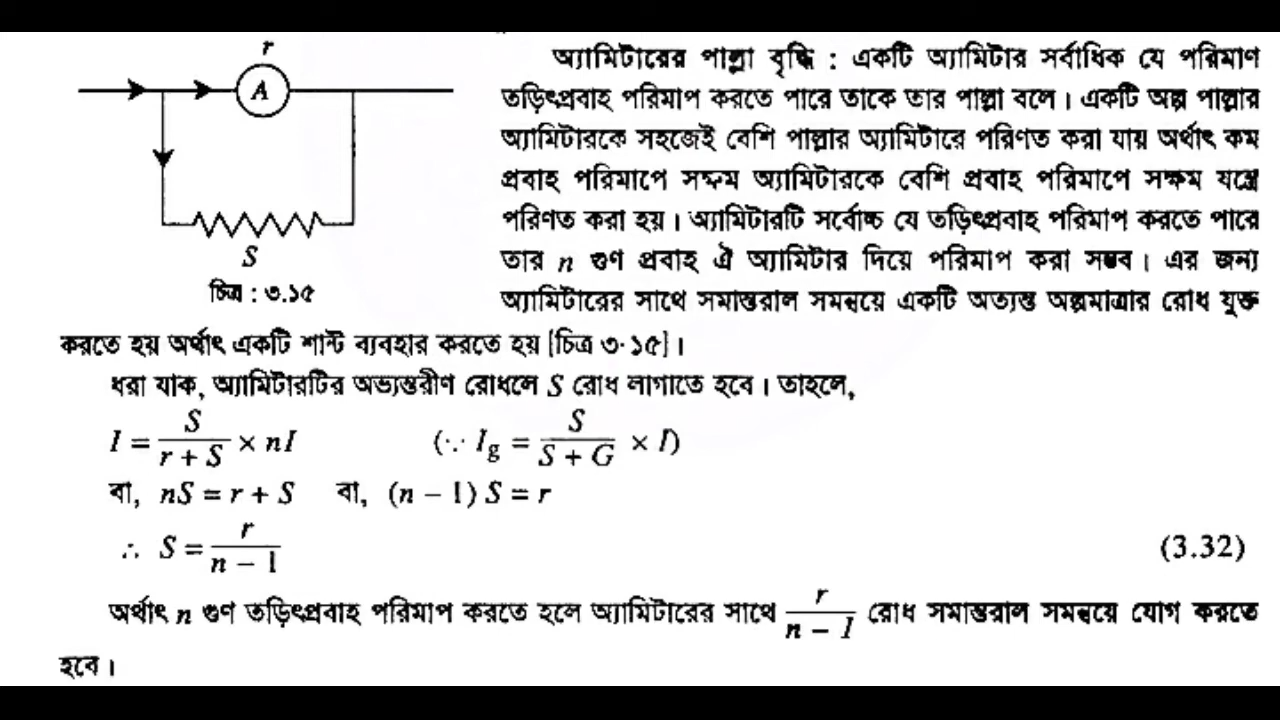 r
A
S
চিত্র : ৩.১৫
অ্যামিটারের পাল্লা বৃদ্ধি : একটি অ্যামিটার সর্বাধিক যে পরিমাণ
তড়িৎপ্রবাহ পরিমাপ করতে পারে তাকে তার পাল্লা বলে। একটি অল্প পাল্লার
অ্যামিটারকে সহজেই বেশি পাল্লার অ্যামিটারে পরিণত করা যায় অর্থাৎ কম
প্রবাহ পরিমাপে সক্ষম অ্যামিটারকে বেশি প্রবাহ পরিমাপে সক্ষম যন্ত্রে
পরিণত করা হয়। অ্যামিটারটি সর্বোচ্চ যে তড়িৎপ্রবাহ পরিমাপ করতে পারে
তার n গুণ প্রবাহ ঐ অ্যামিটার দিয়ে পরিমাপ করা সম্ভব। এর জন্য
অ্যামিটারের সাথে সমান্তরাল সমন্বয়ে একটি অত্যন্ত অল্পমাত্রার রোধ যুক্ত
করতে হয় অর্থাৎ একটি শান্ট ব্যবহার করতে হয় [চিত্র ৩·১৫]।
ধরা যাক, অ্যামিটারটির অভ্যন্তরীণ রোধলে S রোধ লাগাতে হবে। তাহলে,
I = S / (r + S) × nI (∵ I_g = S / (S + G) × I)
বা, nS = r + S বা, (n – 1) S = r
∴ S = r / (n – 1) (3.32)
অর্থাৎ n গুণ তড়িৎপ্রবাহ পরিমাপ করতে হলে অ্যামিটারের সাথে r / (n – I) রোধ সমান্তরাল সমন্বয়ে যোগ করতে
হবে।